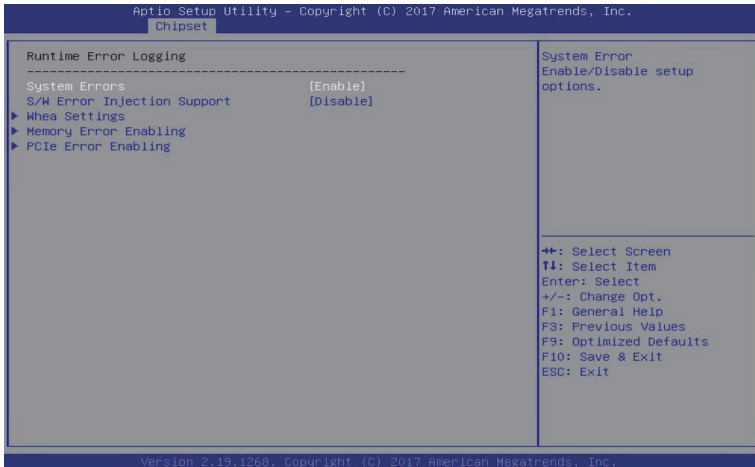 Aptio Setup Utility – Copyright (C) 2017 American Megatrends, Inc.
Chipset
Runtime Error Logging
--------------------------------------------------
System Errors [Enable]
S/W Error Injection Support [Disable]
▶ Whea Settings
▶ Memory Error Enabling
▶ PCIe Error Enabling
System Error
Enable/Disable setup
options.
→←: Select Screen
↑↓: Select Item
Enter: Select
+/-: Change Opt.
F1: General Help
F3: Previous Values
F9: Optimized Defaults
F10: Save & Exit
ESC: Exit
Version 2.19.1268. Copyright (C) 2017 American Megatrends, Inc.